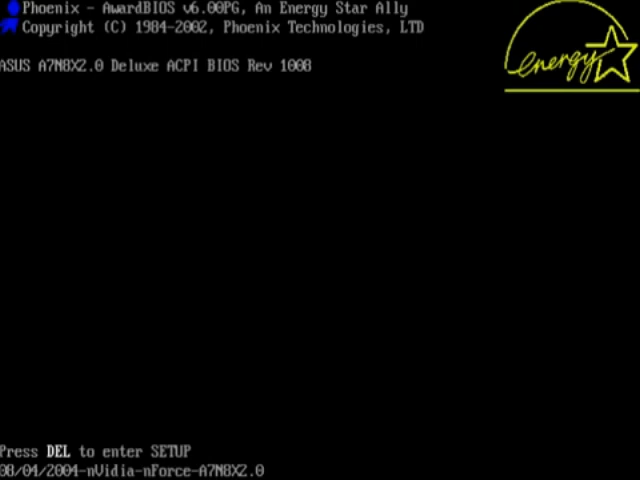 Phoenix - AwardBIOS v6.00PG, An Energy Star Ally
Copyright (C) 1984-2002, Phoenix Technologies, LTD
energy
ASUS A7N8X2.0 Deluxe ACPI BIOS Rev 1008
Press DEL to enter SETUP
08/04/2004-nVidia-nForce-A7N8X2.0